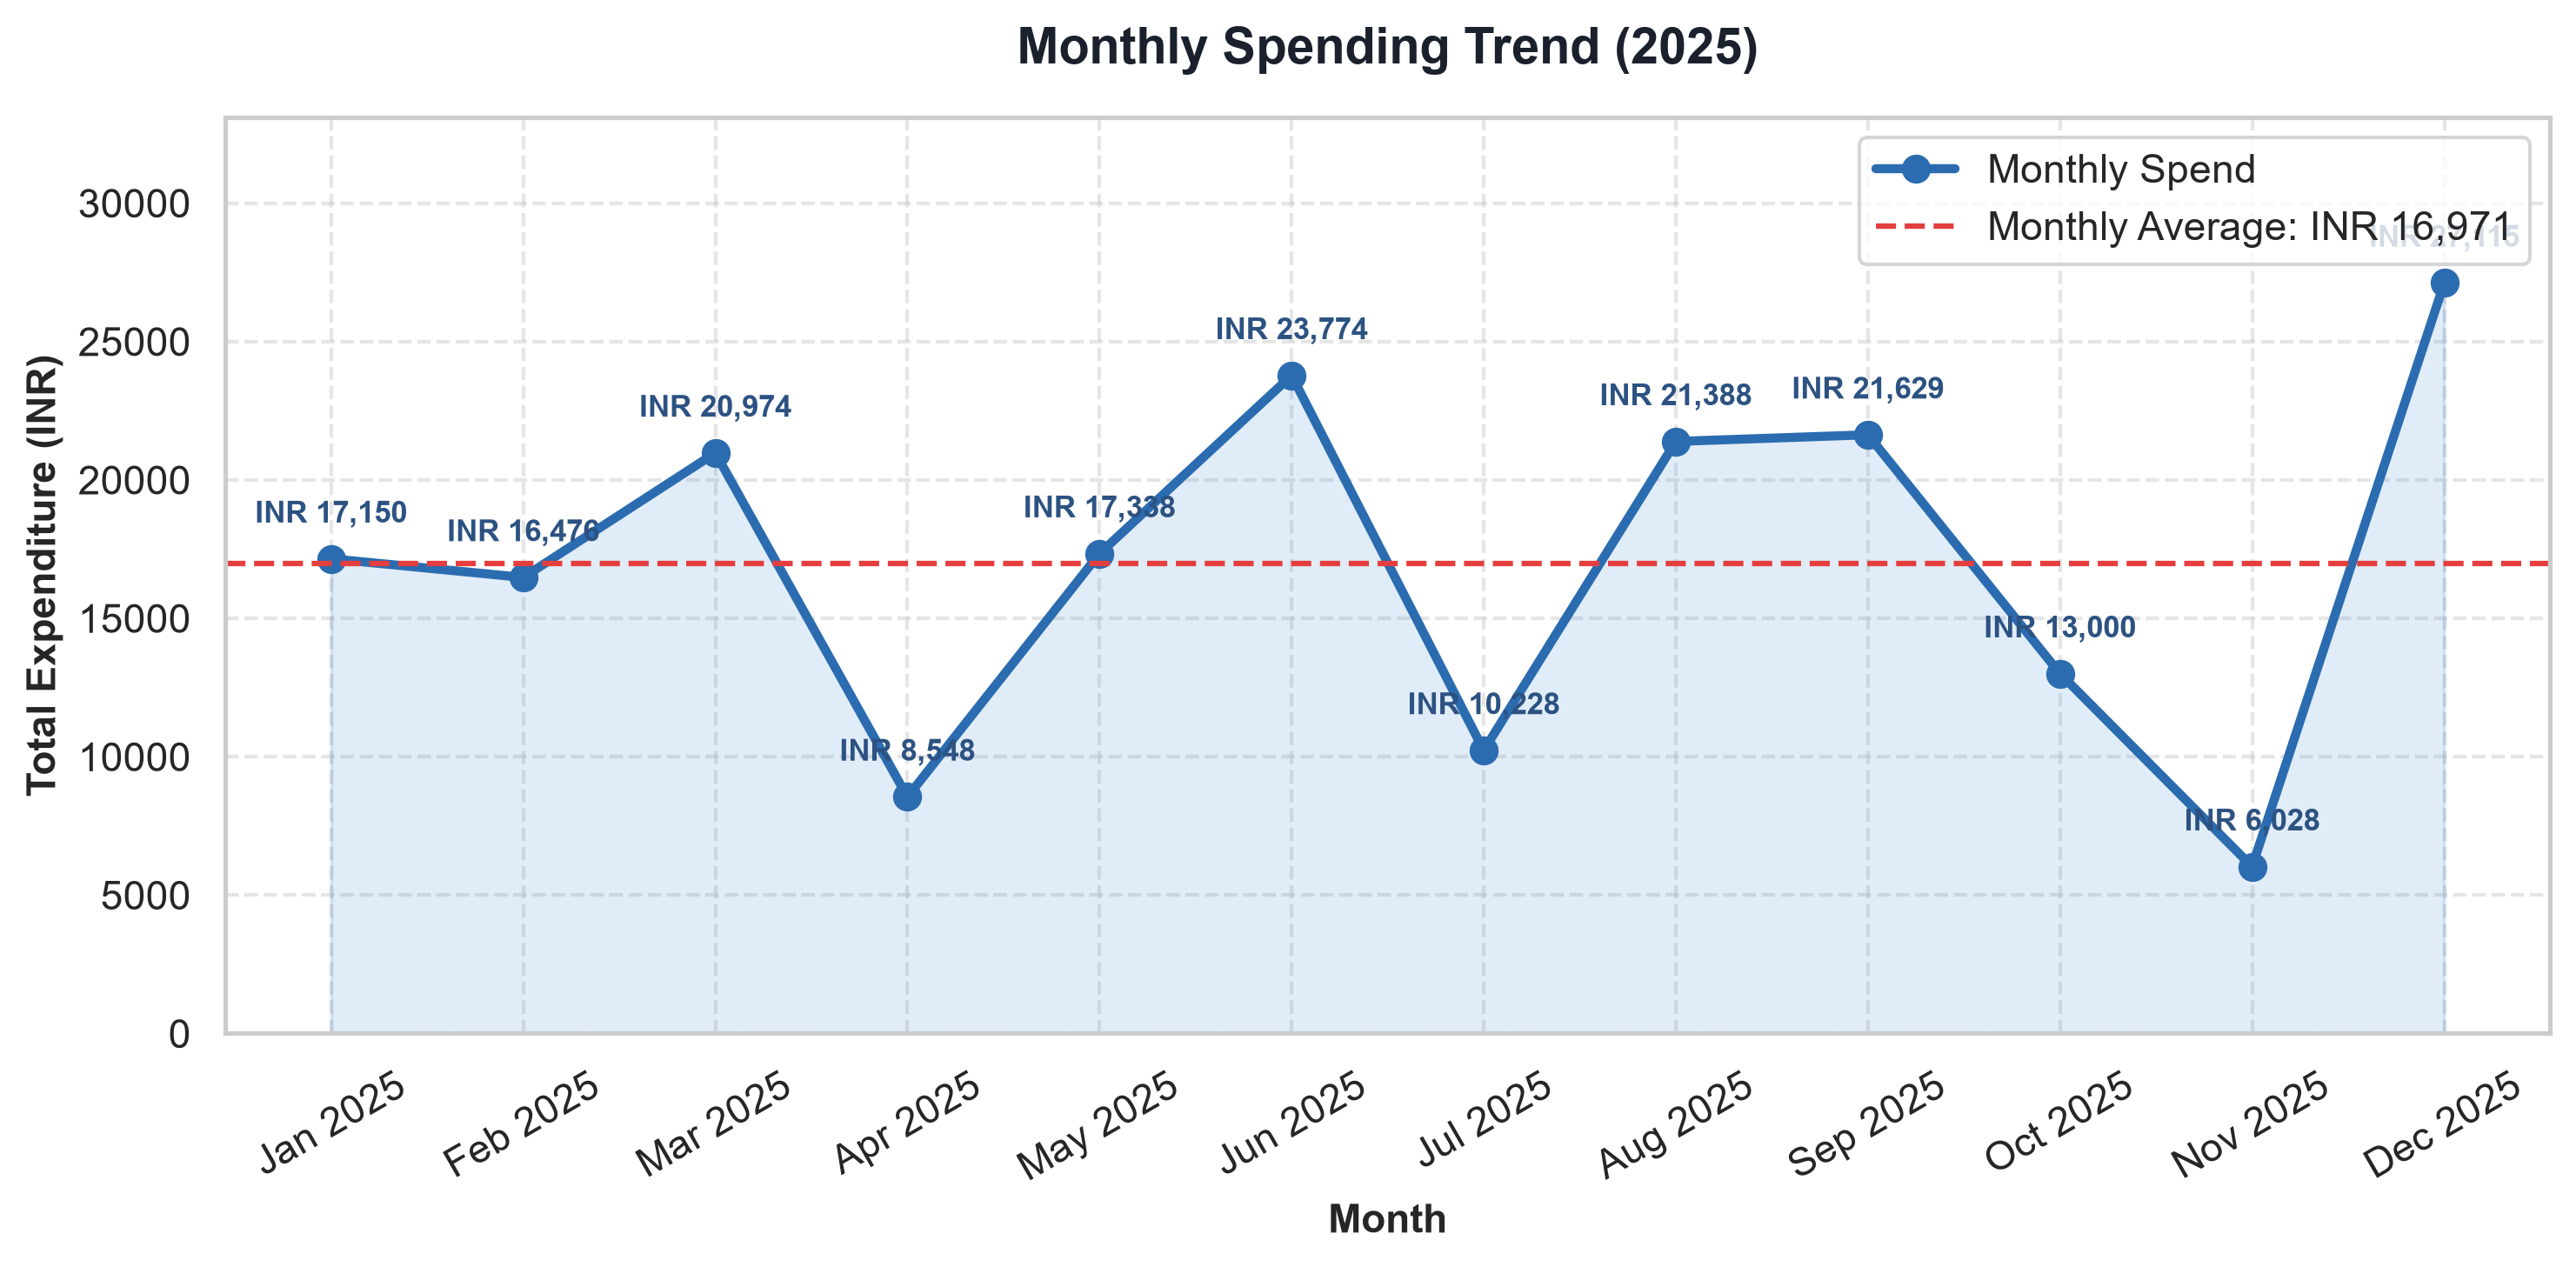 Monthly Spending Trend (2025)
Monthly Spend
Monthly Average: INR 16,971
INR 27,115
30000
25000
20000
15000
10000
5000
0
Total Expenditure (INR)
INR 17,150
INR 16,476
INR 20,974
INR 8,548
INR 17,338
INR 23,774
INR 10,228
INR 21,388
INR 21,629
INR 13,000
INR 6,028
Jan 2025
Feb 2025
Mar 2025
Apr 2025
May 2025
Jun 2025
Jul 2025
Aug 2025
Sep 2025
Oct 2025
Nov 2025
Dec 2025
Month